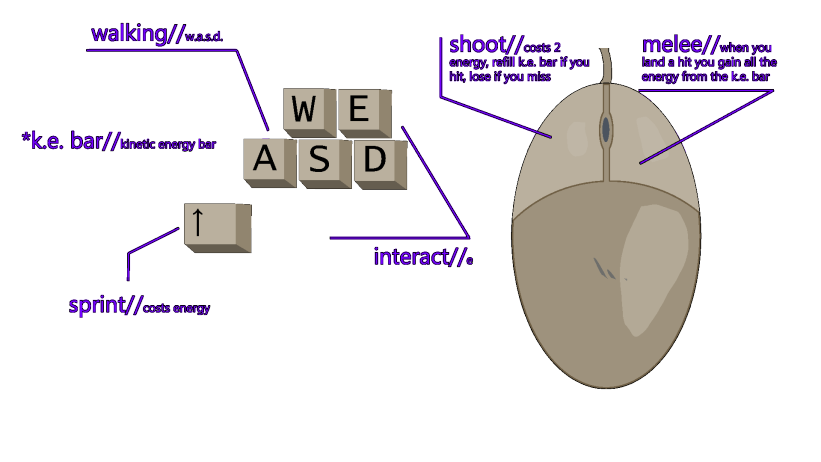 walking//w.a.s.d.
shoot//costs 2
energy, refill k.e. bar if you
hit, lose if you miss
melee//when you
land a hit you gain all the
energy from the k.e. bar
W E
A S D
*k.e. bar//kinetic energy bar
↑
interact//e
sprint//costs energy